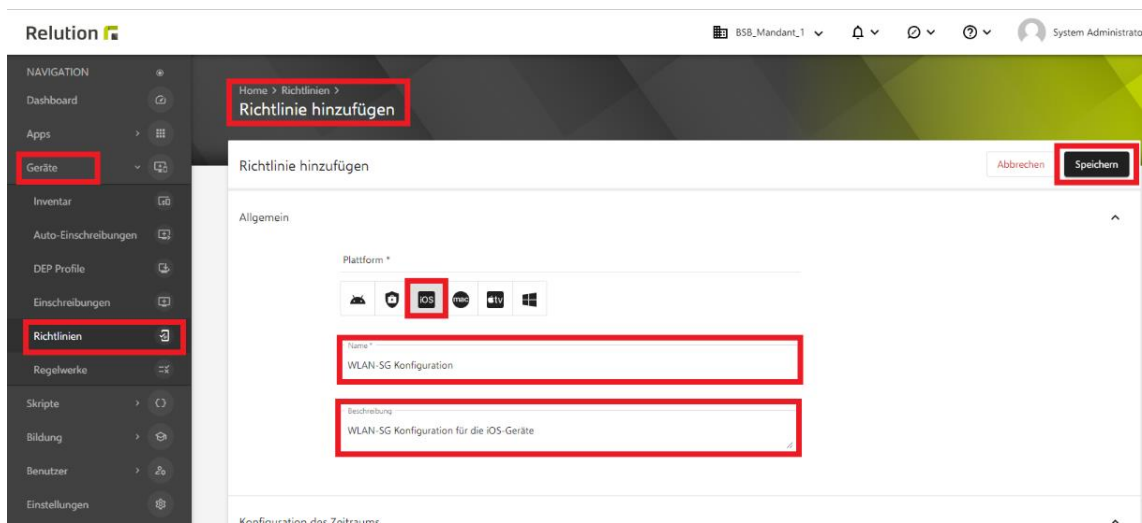 Relution
BSB_Mandant_1
System Administrato
NAVIGATION
Dashboard
Apps
Geräte
Inventar
Auto-Einschreibungen
DEP Profile
Einschreibungen
Richtlinien
Regelwerke
Skripte
Bildung
Benutzer
Einstellungen
Home > Richtlinien >
Richtlinie hinzufügen
Richtlinie hinzufügen
Abbrechen
Speichern
Allgemein
Plattform *
iOS
mac
tv
Name *
WLAN-SG Konfiguration
Beschreibung
WLAN-SG Konfiguration für die iOS-Geräte
Konfiguration des Zeitraums